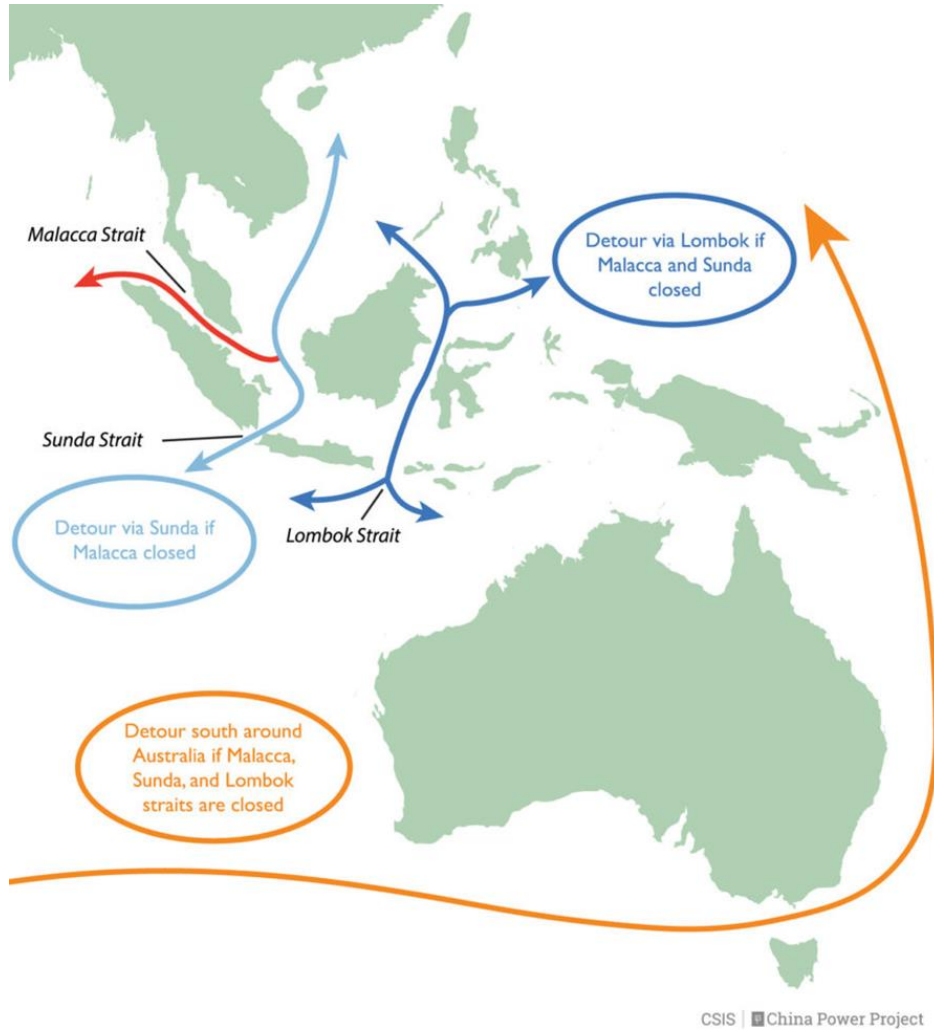 Malacca Strait
Detour via Lombok if
Malacca and Sunda
closed
Sunda Strait
Detour via Sunda if
Malacca closed
Lombok Strait
Detour south around
Australia if Malacca,
Sunda, and Lombok
straits are closed
CSIS | China Power Project